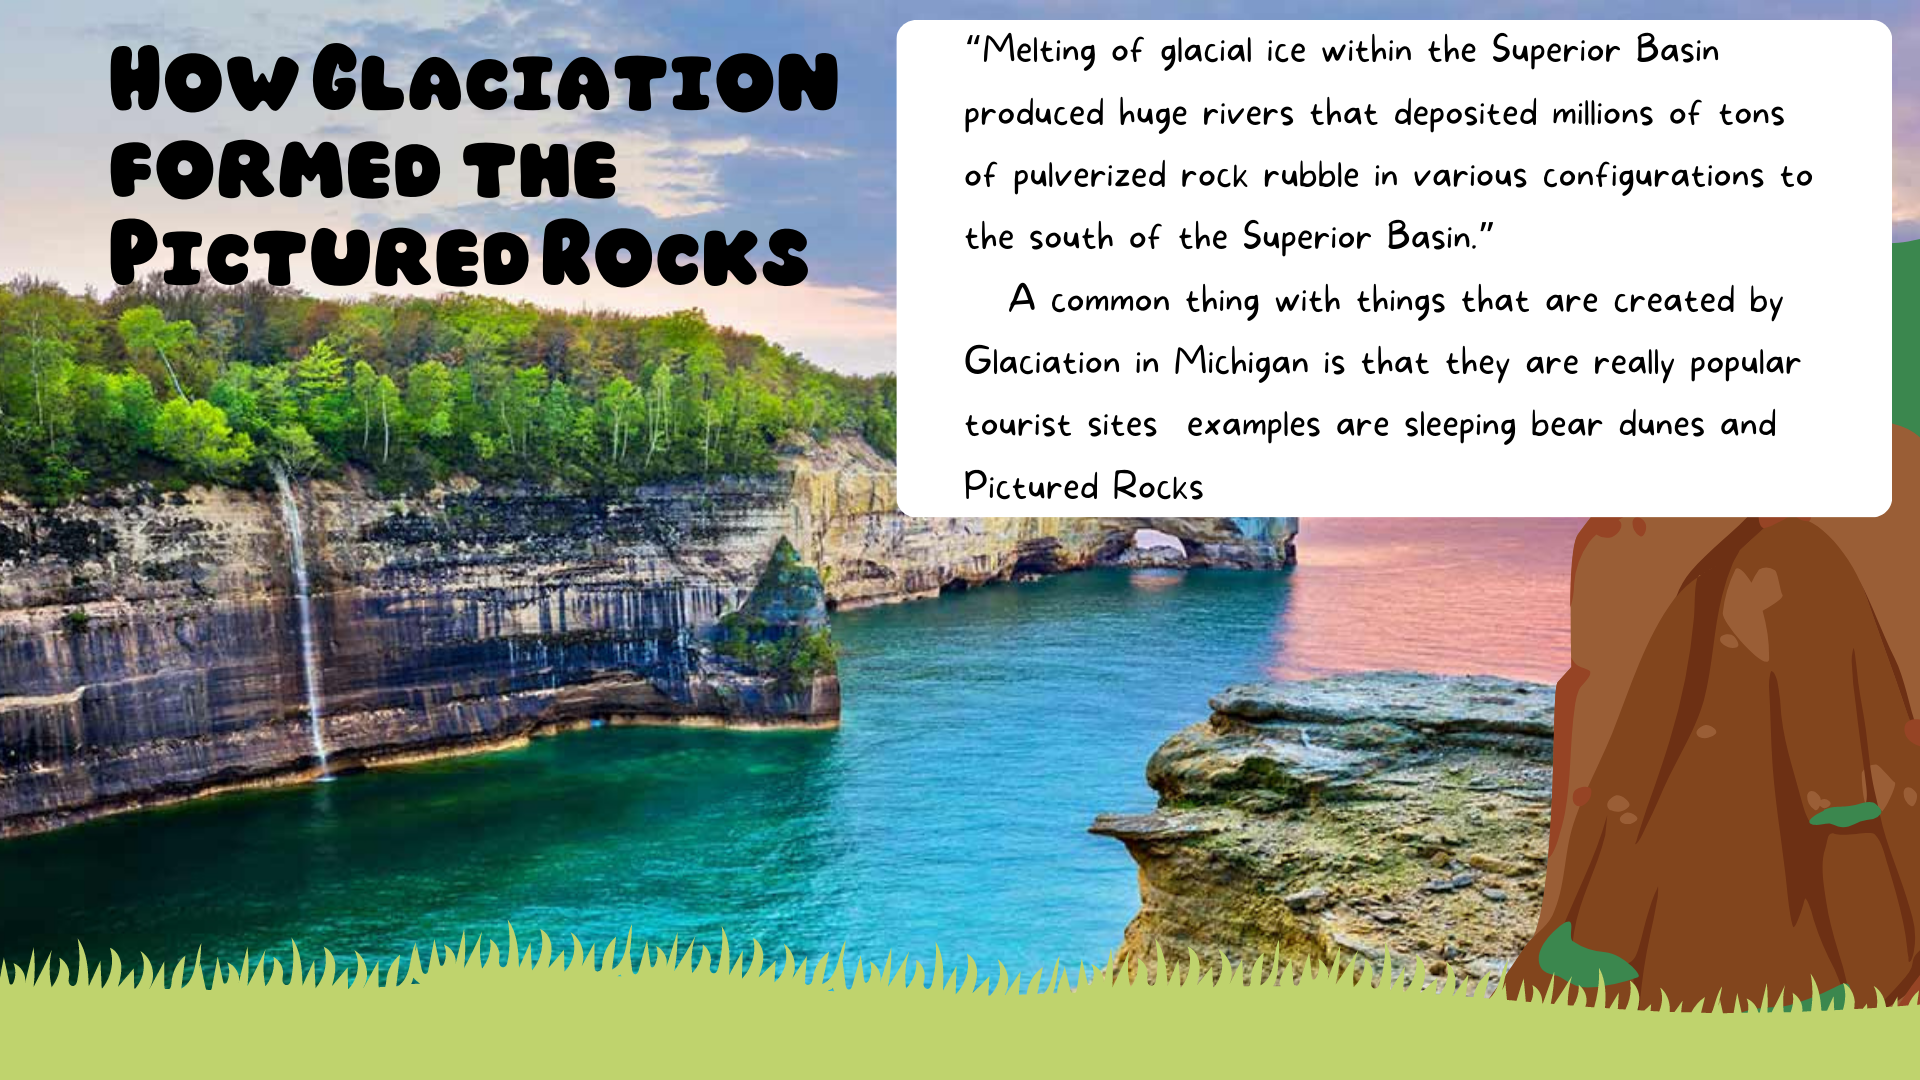 How Glaciation
formed the
Pictured Rocks
“Melting of glacial ice within the Superior Basin
produced huge rivers that deposited millions of tons
of pulverized rock rubble in various configurations to
the south of the Superior Basin.”
A common thing with things that are created by
Glaciation in Michigan is that they are really popular
tourist sites  examples are sleeping bear dunes and
Pictured Rocks